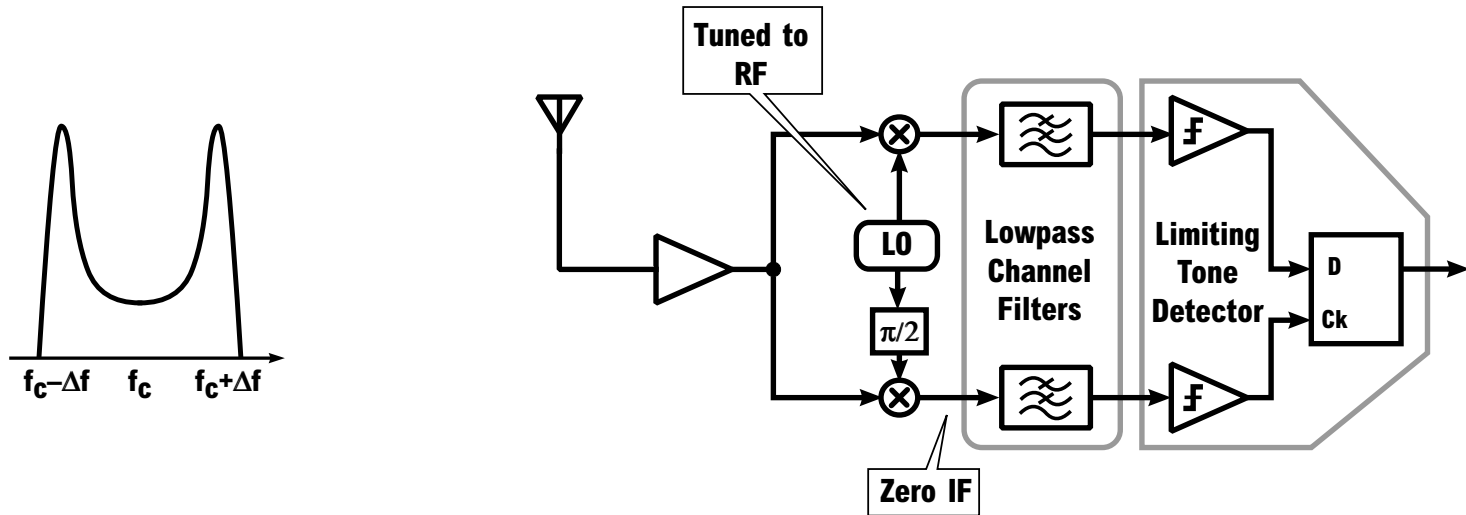 Tuned to
RF
LO
π/2
Lowpass
Channel
Filters
Limiting
Tone
Detector
D
Ck
Zero IF
fc−Δf fc fc+Δf